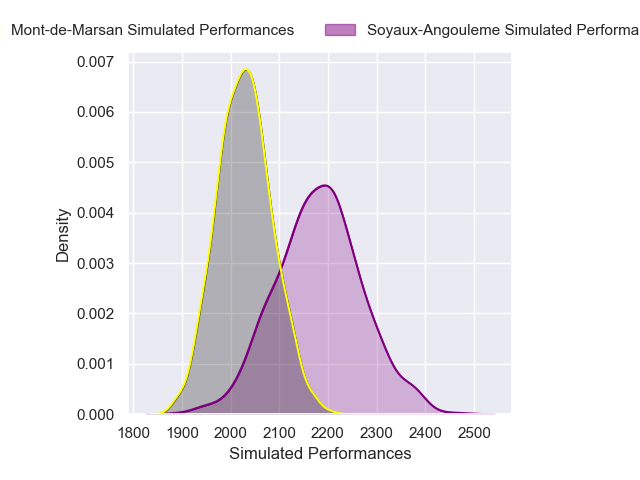 Mont-de-Marsan Simulated Performances Soyaux-Angouleme Simulated Performa
0.007
0.006
0.005
0.004
0.003
0.002
0.001
0.000
Density
1800 1900 2000 2100 2200 2300 2400 2500
Simulated Performances